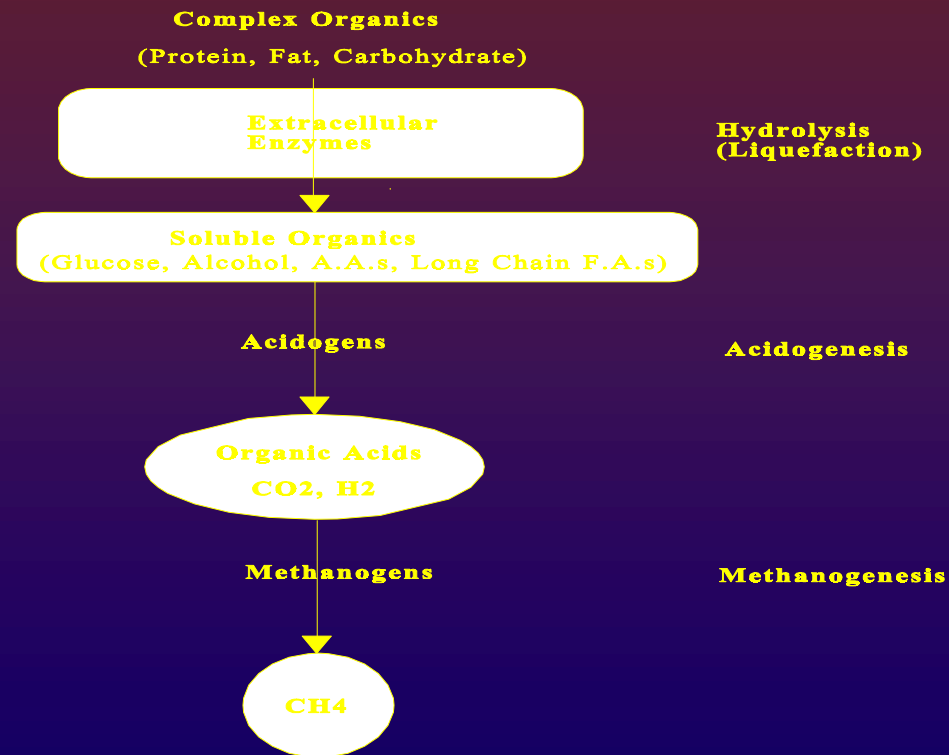 Complex Organics
(Protein, Fat, Carbohydrate)
Extracellular
Enzymes
Hydrolysis
(Liquefaction)
Soluble Organics
(Glucose, Alcohol, A.A.s, Long Chain F.A.s)
Acidogens
Acidogenesis
Organic Acids
CO2, H2
Methanogens
Methanogenesis
CH4